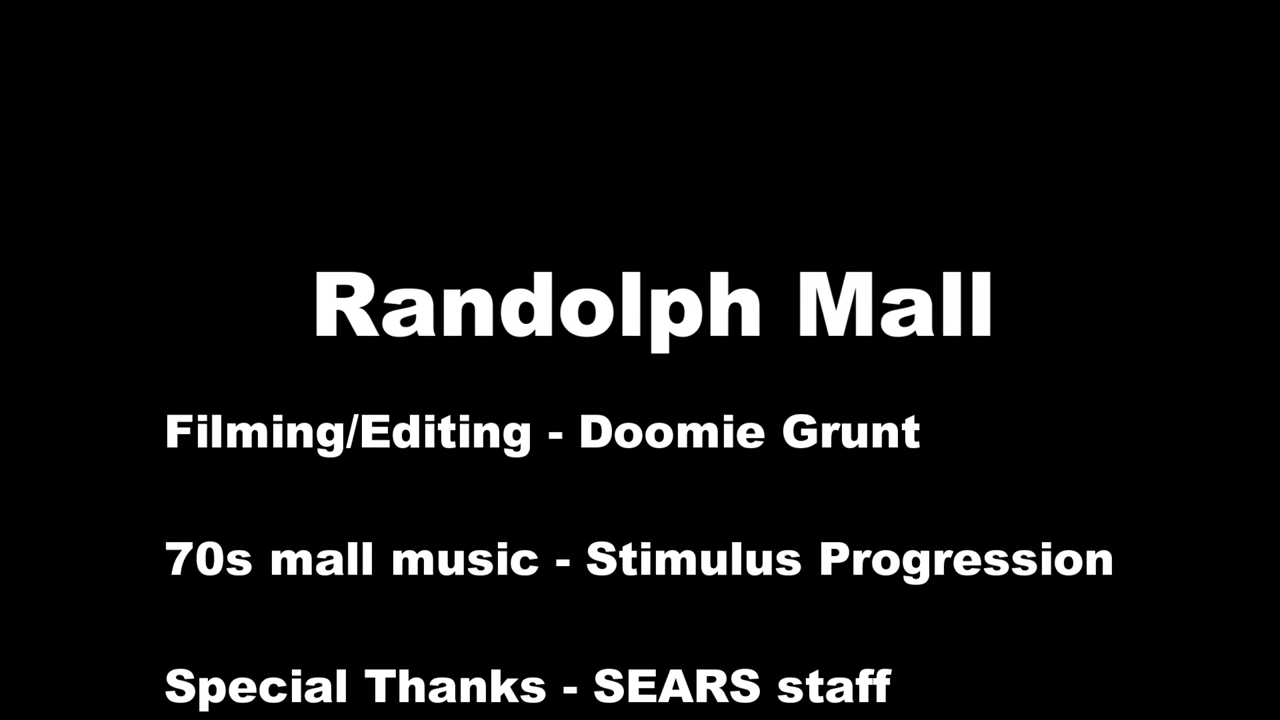 Randolph Mall
Filming/Editing - Doomie Grunt
70s mall music - Stimulus Progression
Special Thanks - SEARS staff